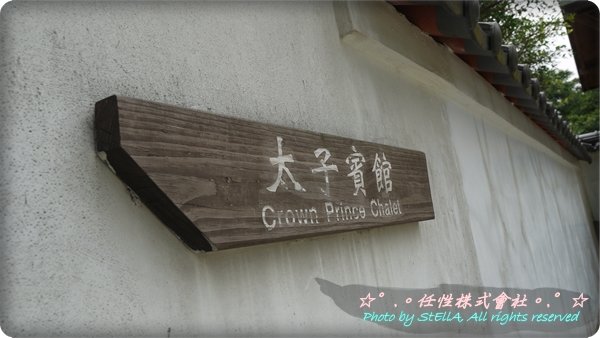 太子賓館
Crown Prince Chalet
☆°.○任性株式會社○.°☆
Photo by StEllA, All rights reserved